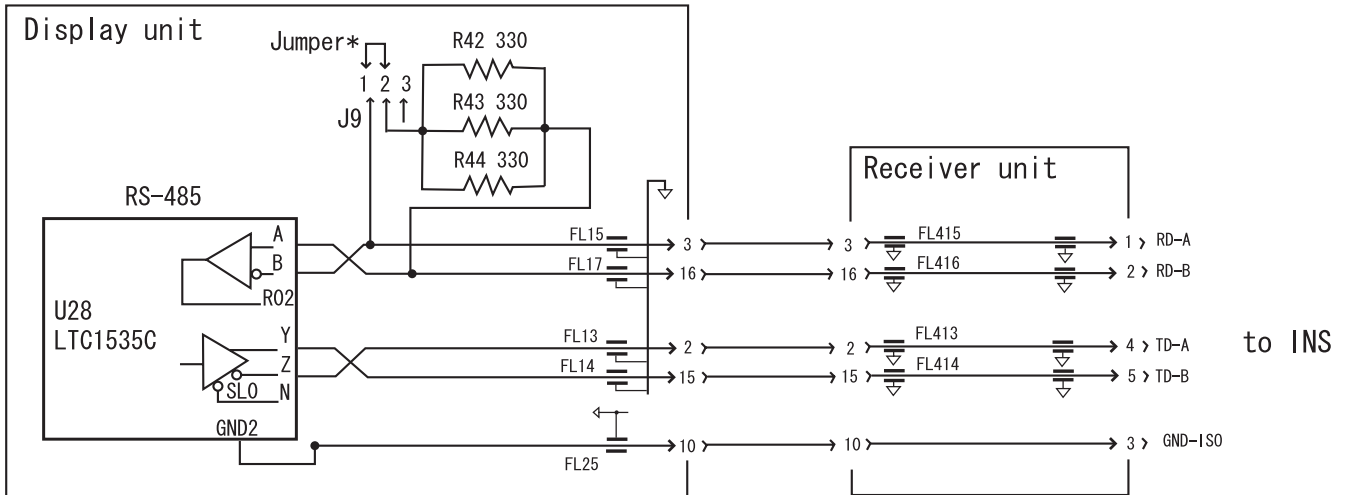 Display unit
Jumper*
1 2 3
J9
R42 330
R43 330
R44 330
Receiver unit
RS-485
A
B
RO2
U28
LTC1535C
Y
Z
SLO
N
GND2
FL15
3
3
FL415
1
RD-A
FL17
16
16
FL416
2
RD-B
FL13
2
2
FL413
4
TD-A
to INS
FL14
15
15
FL414
5
TD-B
FL25
10
10
3
GND-ISO